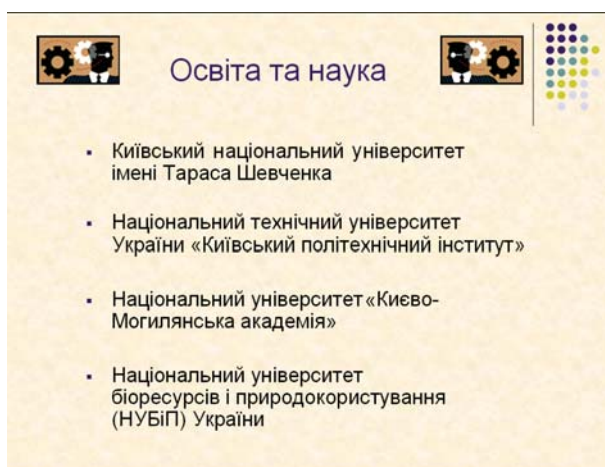 Освіта та наука
Київський національний університет
імені Тараса Шевченка
Національний технічний університет
України «Київський політехнічний інститут»
Національний університет «Києво-
Могилянська академія»
Національний університет
біоресурсів і природокористування
(НУБіП) України